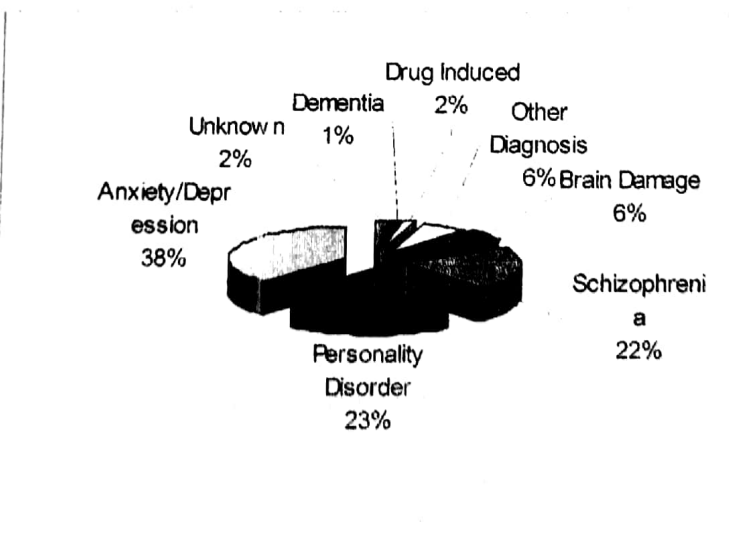 Drug Induced
2%
Dementia
1%
Other
Diagnosis
6%
Unknown
2%
Brain Damage
6%
Anxiety/Depr
ession
38%
Schizophreni
a
22%
Personality
Disorder
23%